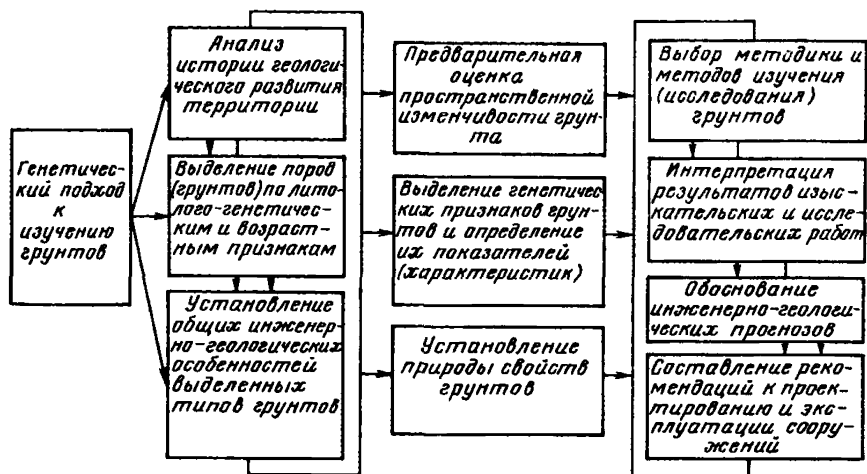 Генетичес-
кий подход
к
изучению
грунтов
Анализ
истории геологи-
ческого развития
территории
Выделение пород
(грунтов) по лито-
лого-генетичес-
ким и возраст-
ным признакам
Установление
общих инженер-
но-геологических
особенностей
выделенных
типов грунтов
Предварительная
оценка
пространственной
изменчивости грун-
та
Выделение генетичес-
ких признаков грун-
тов и определение
их показателей
(характеристик)
Установление
природы свойств
грунтов
Выбор методики и
методов изучения
(исследования)
грунтов
Интерпретация
результатов изыс-
кательских и иссле-
довательских работ
Обоснование
инженерно-геологи-
ческих прогнозов
Составление реко-
мендаций к проек-
тированию и экс-
плуатации соору-
жений